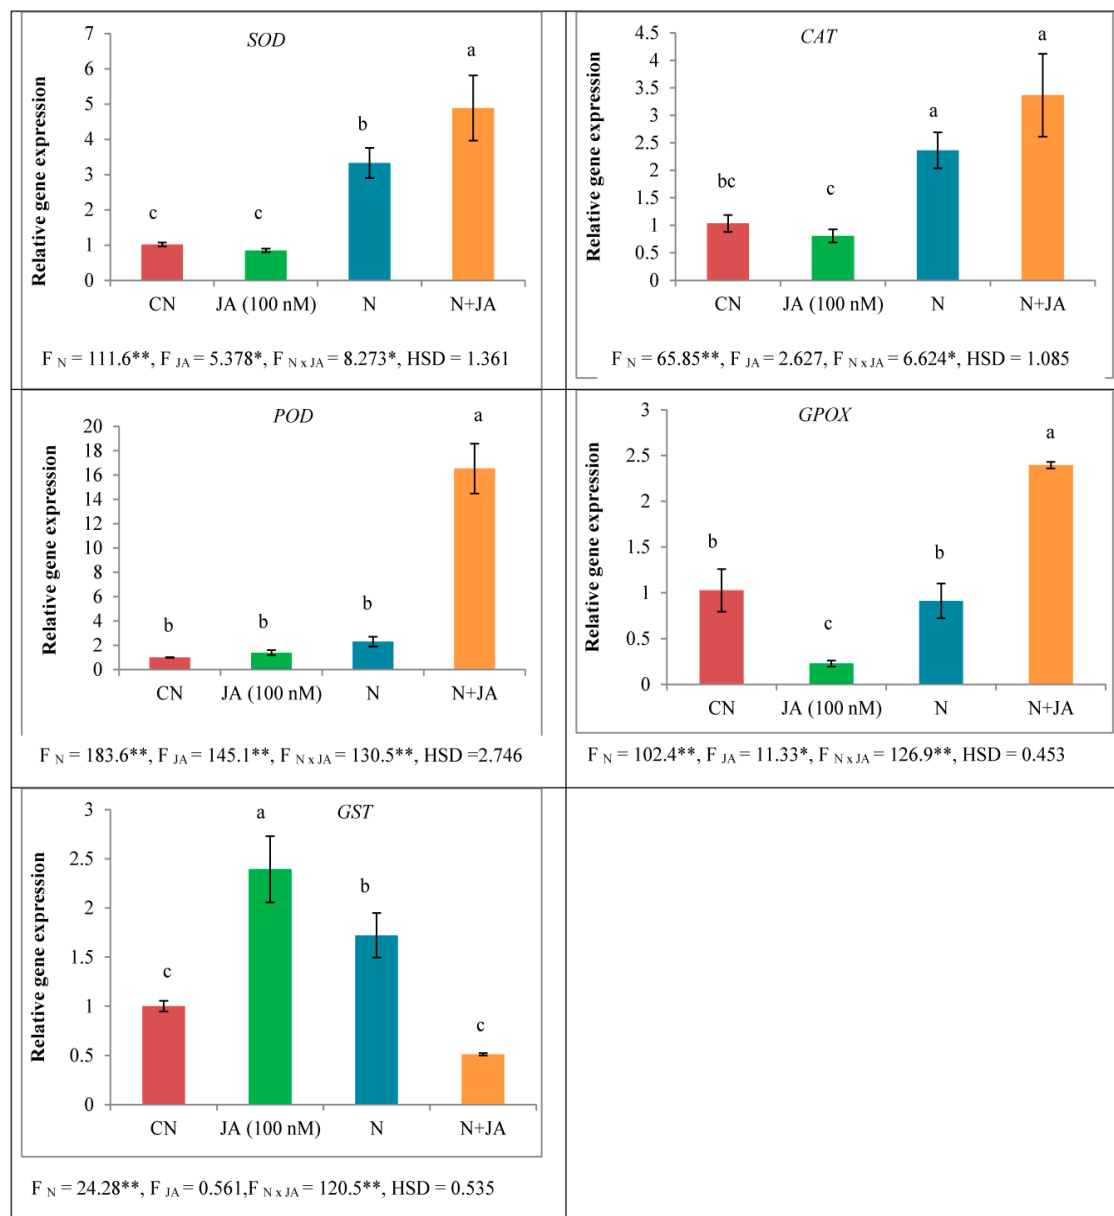 SOD
Relative gene expression
7
6
5
4
3
2
1
0
c
c
b
a
CN
JA (100 nM)
N
N+JA
F N = 111.6**, F JA = 5.378*, F N x JA = 8.273*, HSD = 1.361
CAT
Relative gene expression
4.5
4
3.5
3
2.5
2
1.5
1
0.5
0
bc
c
a
a
CN
JA (100 nM)
N
N+JA
F N = 65.85**, F JA = 2.627, F N x JA = 6.624*, HSD = 1.085
POD
Relative gene expression
20
18
16
14
12
10
8
6
4
2
0
b
b
b
a
CN
JA (100 nM)
N
N+JA
F N = 183.6**, F JA = 145.1**, F N x JA = 130.5**, HSD =2.746
GPOX
Relative gene expression
3
2.5
2
1.5
1
0.5
0
b
c
b
a
CN
JA (100 nM)
N
N+JA
F N = 102.4**, F JA = 11.33*, F N x JA = 126.9**, HSD = 0.453
GST
Relative gene expression
3
2.5
2
1.5
1
0.5
0
c
a
b
c
CN
JA (100 nM)
N
N+JA
F N = 24.28**, F JA = 0.561,F N x JA = 120.5**, HSD = 0.535